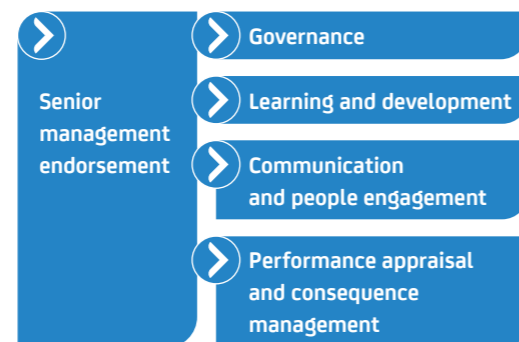 Senior
management
endorsement
Governance
Learning and development
Communication
and people engagement
Performance appraisal
and consequence
management